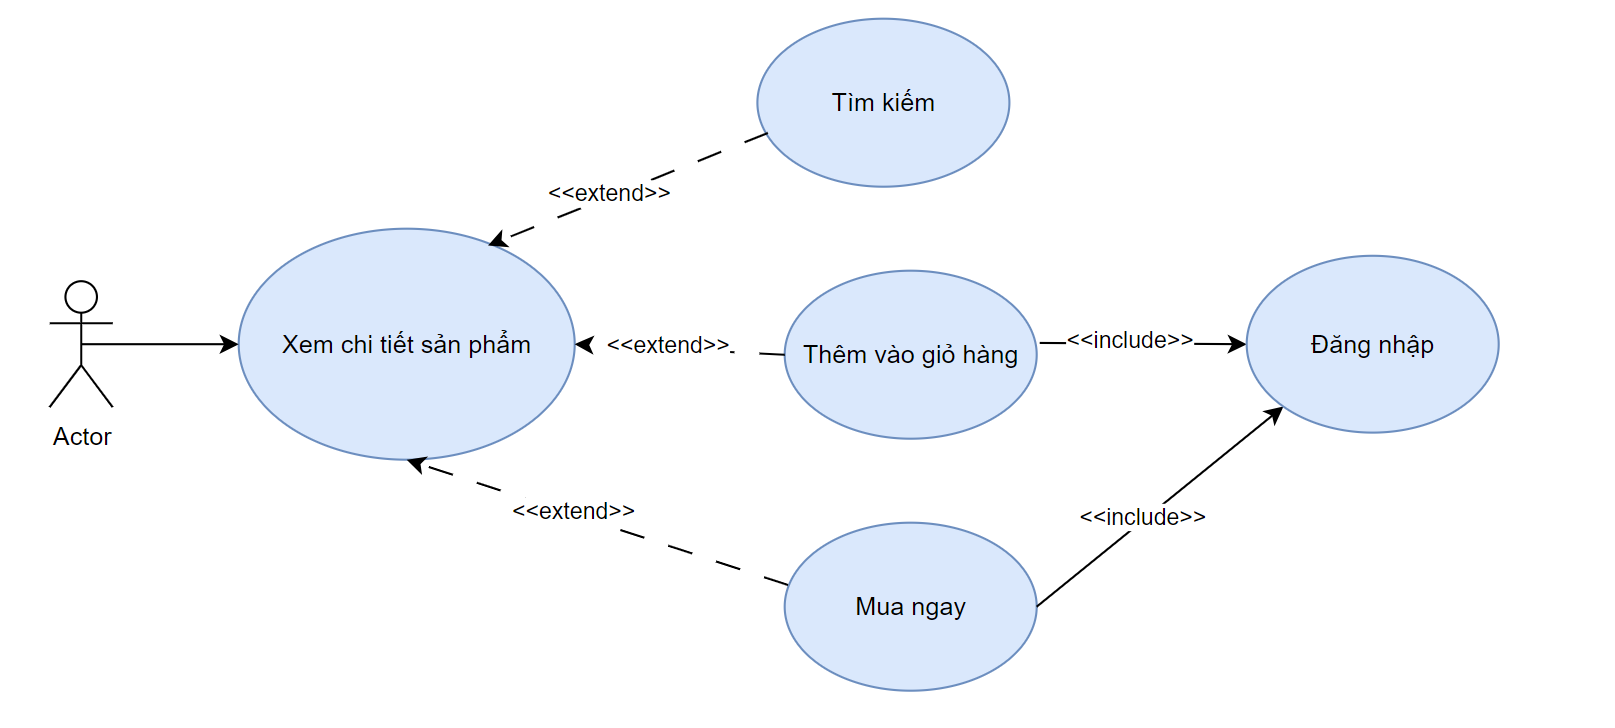 Tìm kiếm
<<extend>>
Xem chi tiết sản phẩm
<<extend>>
Thêm vào giỏ hàng
<<include>>
Đăng nhập
Actor
<<extend>>
<<include>>
Mua ngay